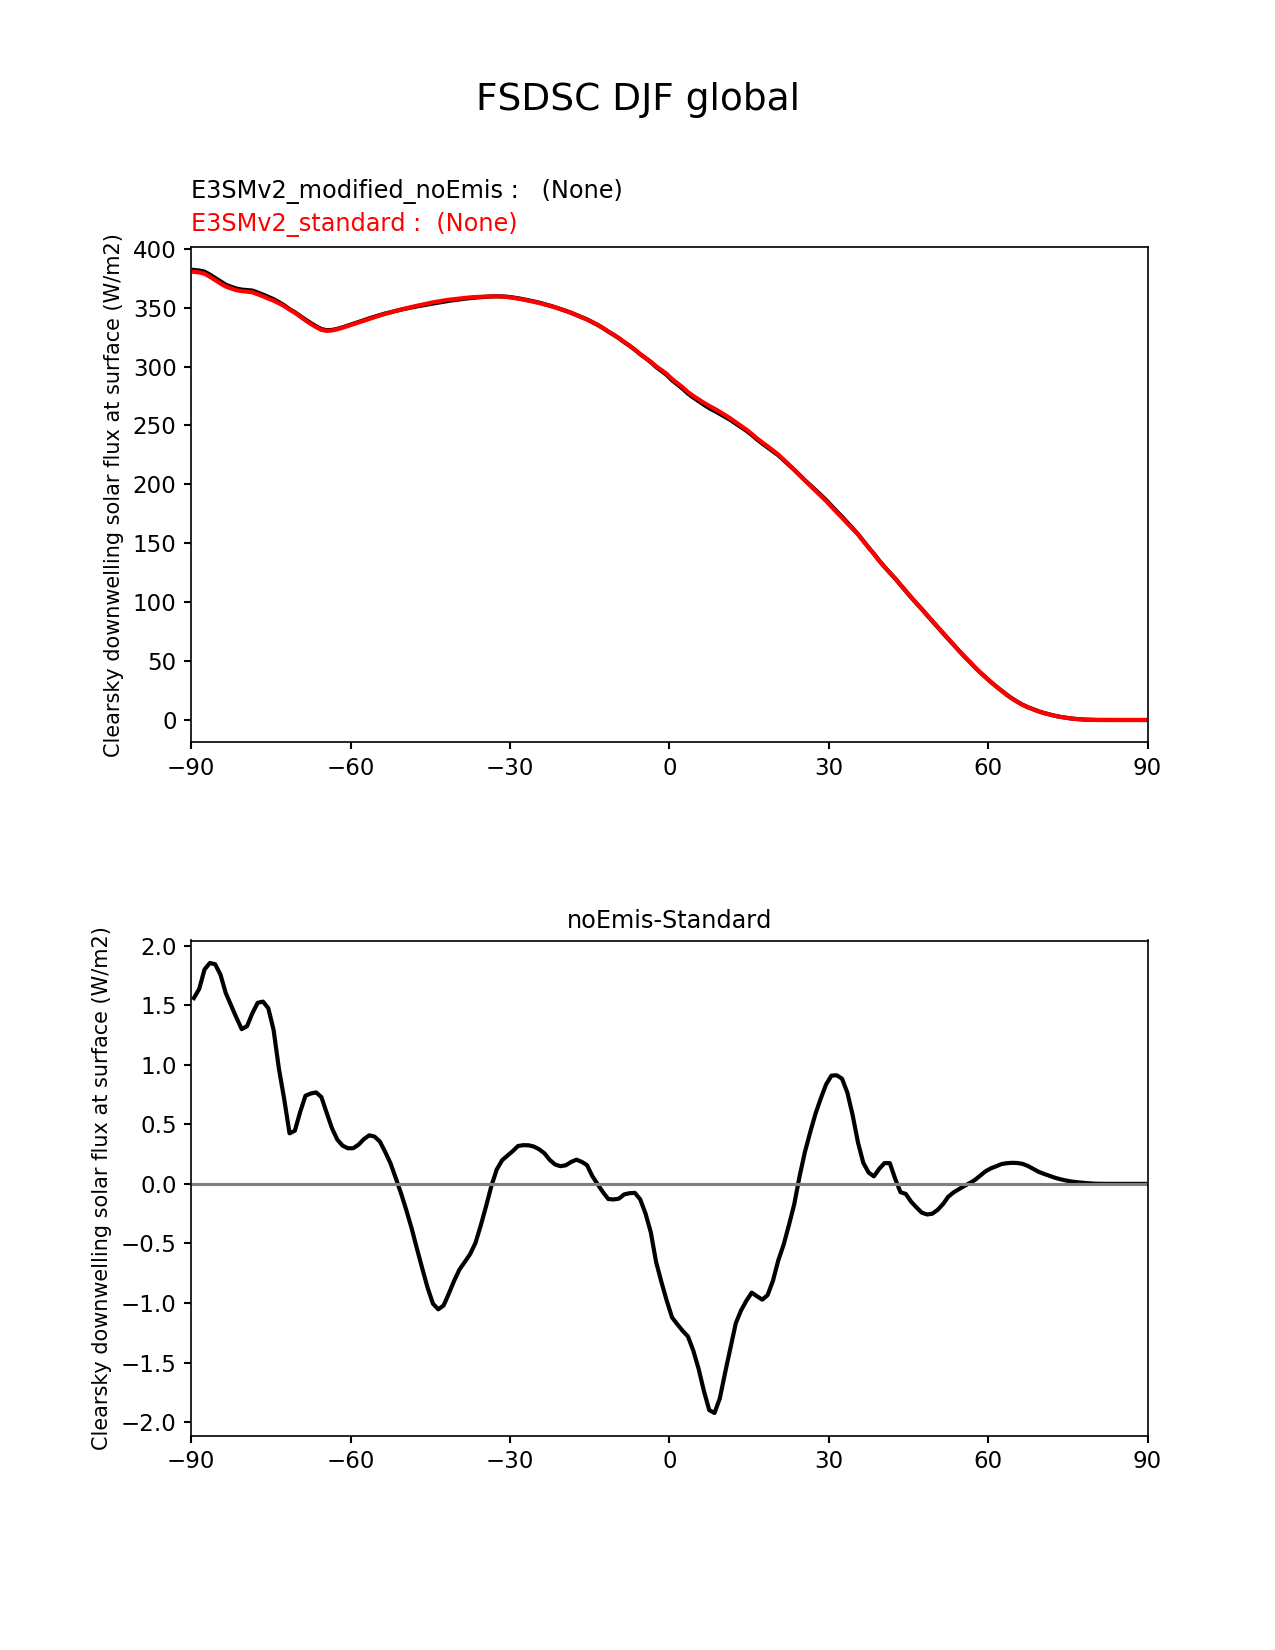 FSDSC DJF global
E3SMv2_modified_noEmis :   (None)
E3SMv2_standard :  (None)
Clearsky downwelling solar flux at surface (W/m2)
400
350
300
250
200
150
100
50
0
−90 −60 −30 0 30 60 90
noEmis-Standard
Clearsky downwelling solar flux at surface (W/m2)
2.0
1.5
1.0
0.5
0.0
−0.5
−1.0
−1.5
−2.0
−90 −60 −30 0 30 60 90